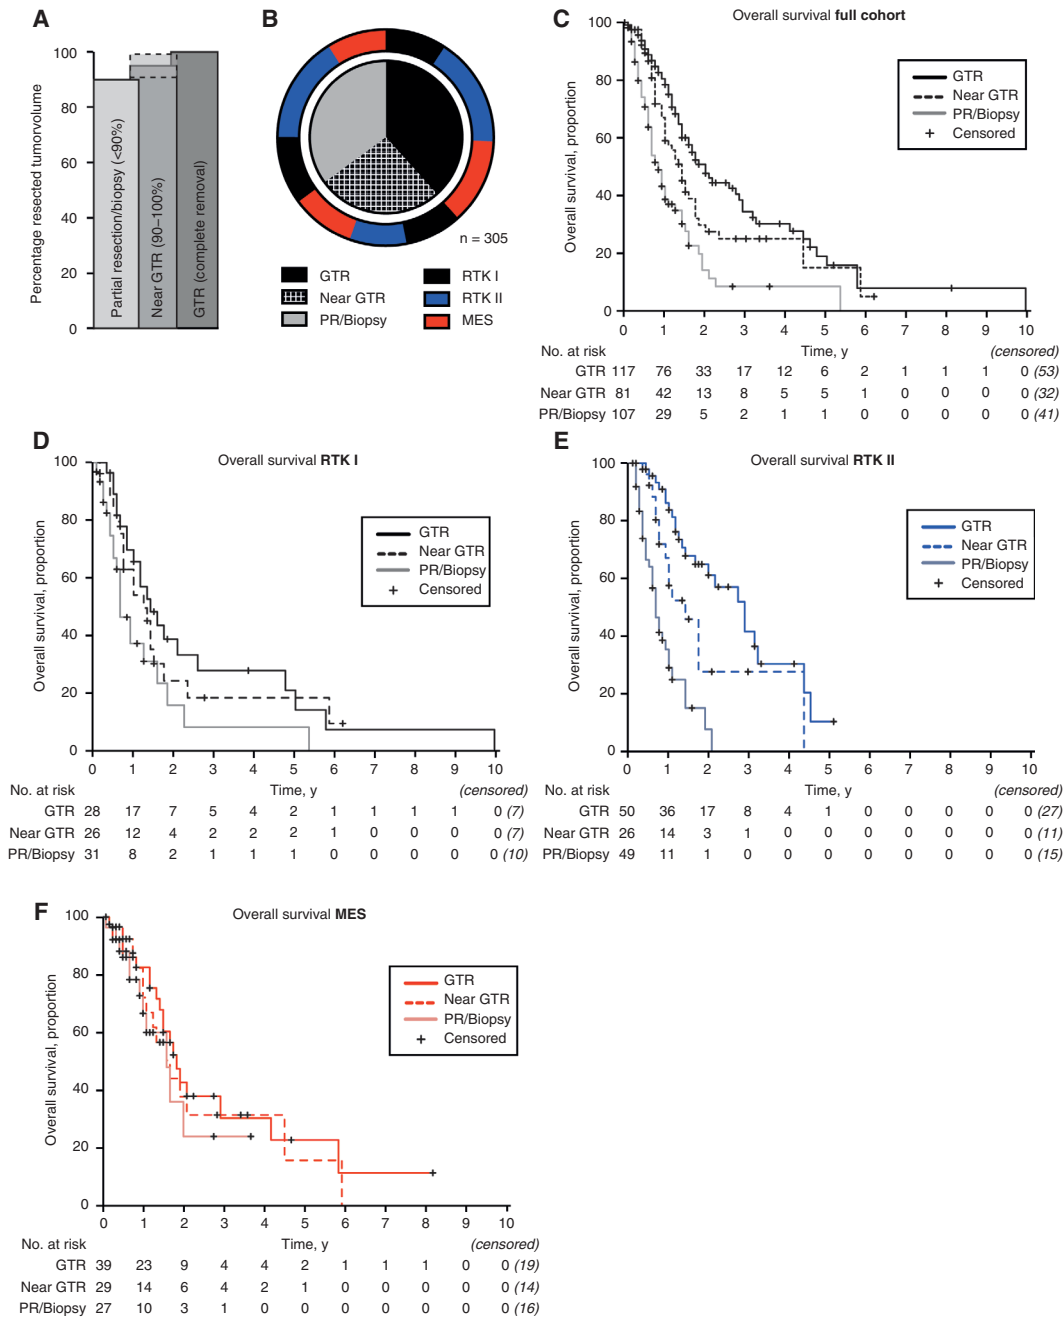 A
Percentage resected tumorvolume
100
80
60
40
20
0
Partial resection/biopsy (<90%)
Near GTR (90–100%)
GTR (complete removal)
B
n = 305
GTR
Near GTR
PR/Biopsy
RTK I
RTK II
MES
C
Overall survival full cohort
Overall survival, proportion
100
80
60
40
20
0
GTR
Near GTR
PR/Biopsy
Censored
0 1 2 3 4 5 6 7 8 9 10
No. at risk Time, y (censored)
GTR 117 76 33 17 12 6 2 1 1 1 0 (53)
Near GTR 81 42 13 8 5 5 1 0 0 0 0 (32)
PR/Biopsy 107 29 5 2 1 1 0 0 0 0 0 (41)
D
Overall survival RTK I
Overall survival, proportion
100
80
60
40
20
0
GTR
Near GTR
PR/Biopsy
Censored
0 1 2 3 4 5 6 7 8 9 10
No. at risk Time, y (censored)
GTR 28 17 7 5 4 2 1 1 1 1 0 (7)
Near GTR 26 12 4 2 2 2 1 0 0 0 0 (7)
PR/Biopsy 31 8 2 1 1 1 0 0 0 0 0 (10)
E
Overall survival RTK II
Overall survival, proportion
100
80
60
40
20
0
GTR
Near GTR
PR/Biopsy
Censored
0 1 2 3 4 5 6 7 8 9 10
No. at risk Time, y (censored)
GTR 50 36 17 8 4 1 0 0 0 0 0 (27)
Near GTR 26 14 3 1 0 0 0 0 0 0 0 (11)
PR/Biopsy 49 11 1 0 0 0 0 0 0 0 0 (15)
F
Overall survival MES
Overall survival, proportion
100
80
60
40
20
0
GTR
Near GTR
PR/Biopsy
Censored
0 1 2 3 4 5 6 7 8 9 10
No. at risk Time, y (censored)
GTR 39 23 9 4 4 2 1 1 1 0 0 (19)
Near GTR 29 14 6 4 2 1 0 0 0 0 0 (14)
PR/Biopsy 27 10 3 1 0 0 0 0 0 0 0 (16)